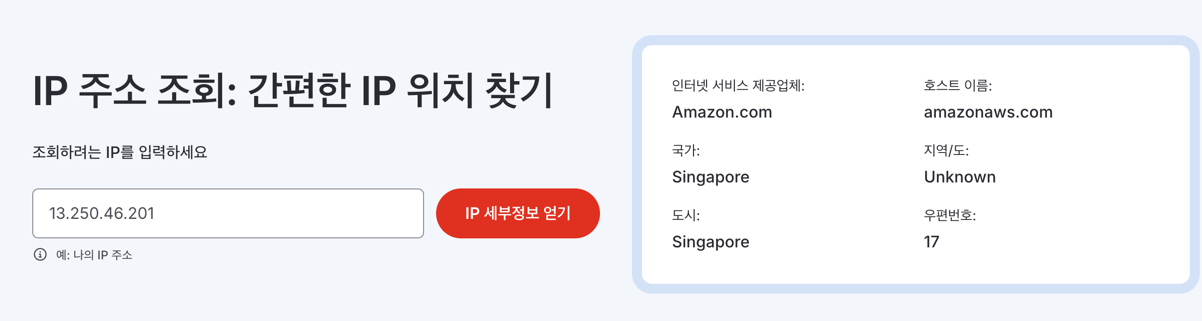 IP 주소 조회: 간편한 IP 위치 찾기
조회하려는 IP를 입력하세요
13.250.46.201
IP 세부정보 얻기
예: 나의 IP 주소
인터넷 서비스 제공업체:
Amazon.com
호스트 이름:
amazonaws.com
국가:
Singapore
지역/도:
Unknown
도시:
Singapore
우편번호:
17